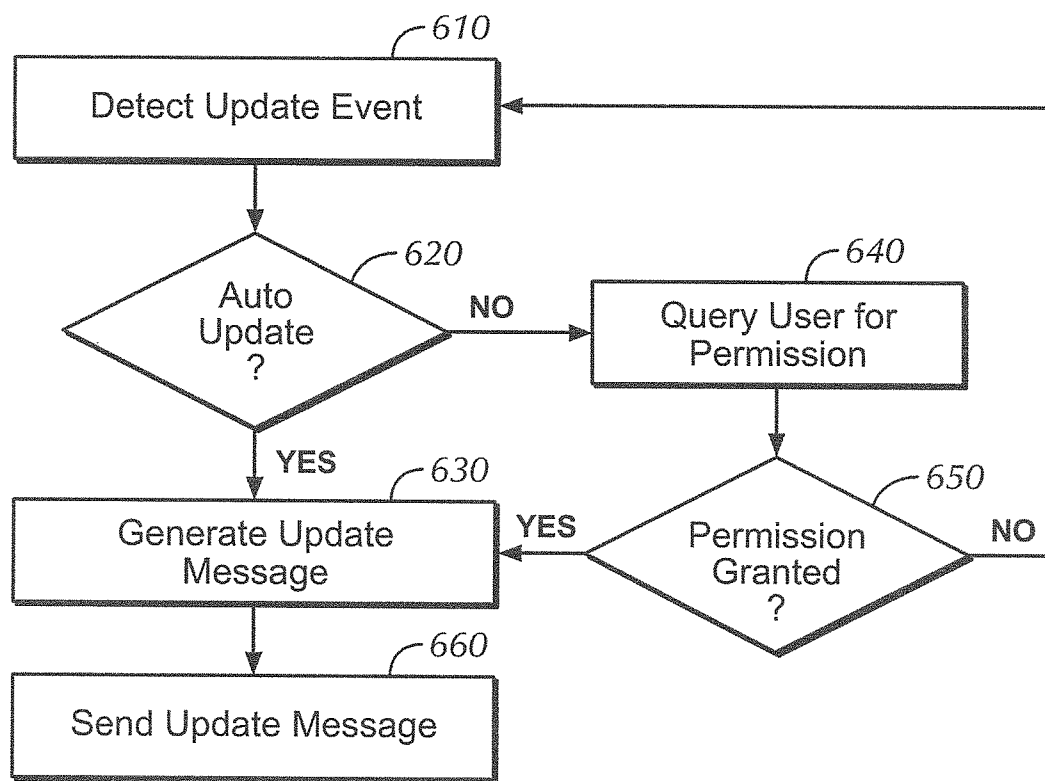 610
Detect Update Event
620
Auto
Update
?
NO
640
Query User for
Permission
YES
630
Generate Update
Message
YES
650
Permission
Granted
?
NO
660
Send Update Message